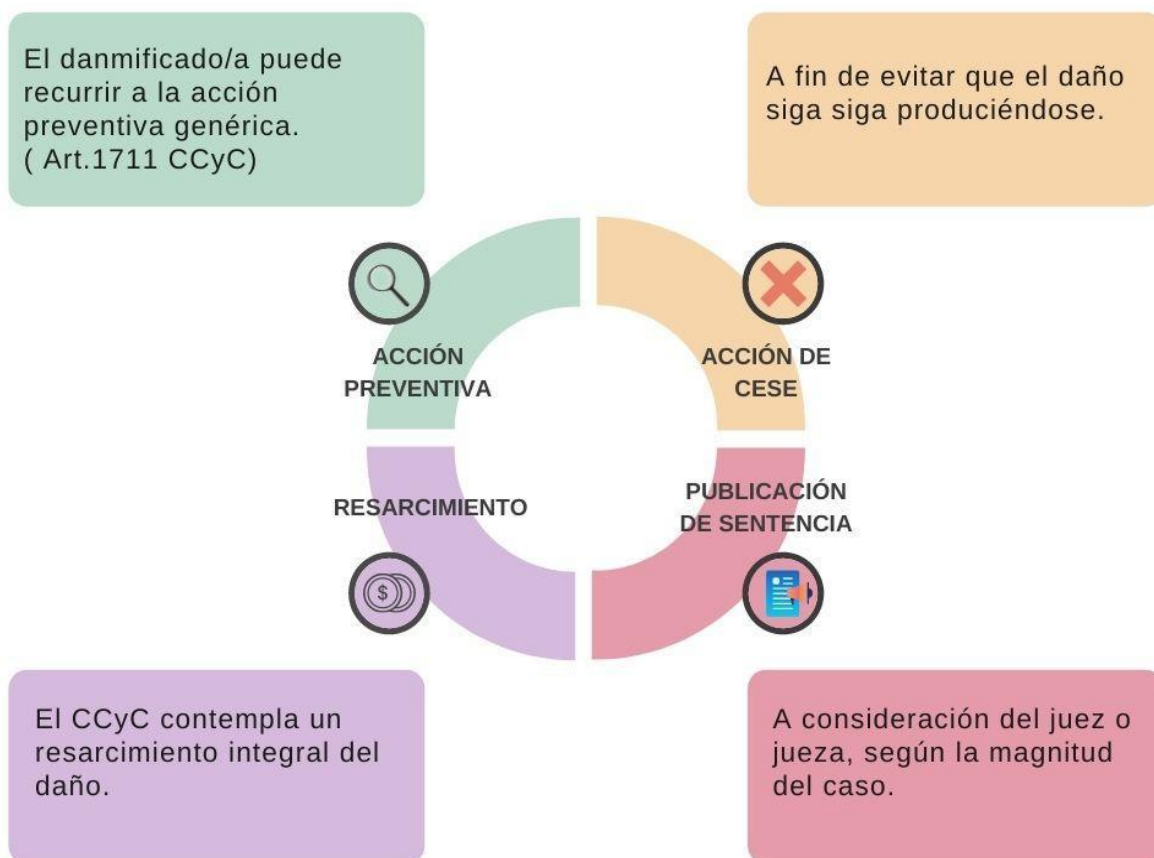 El danmificado/a puede
recurrir a la acción
preventiva genérica.
( Art.1711 CCyC)
A fin de evitar que el daño
siga siga produciéndose.
ACCIÓN
PREVENTIVA
ACCIÓN DE
CESE
RESARCIMIENTO
$
PUBLICACIÓN
DE SENTENCIA
El CCyC contempla un
resarcimiento integral del
daño.
A consideración del juez o
jueza, según la magnitud
del caso.